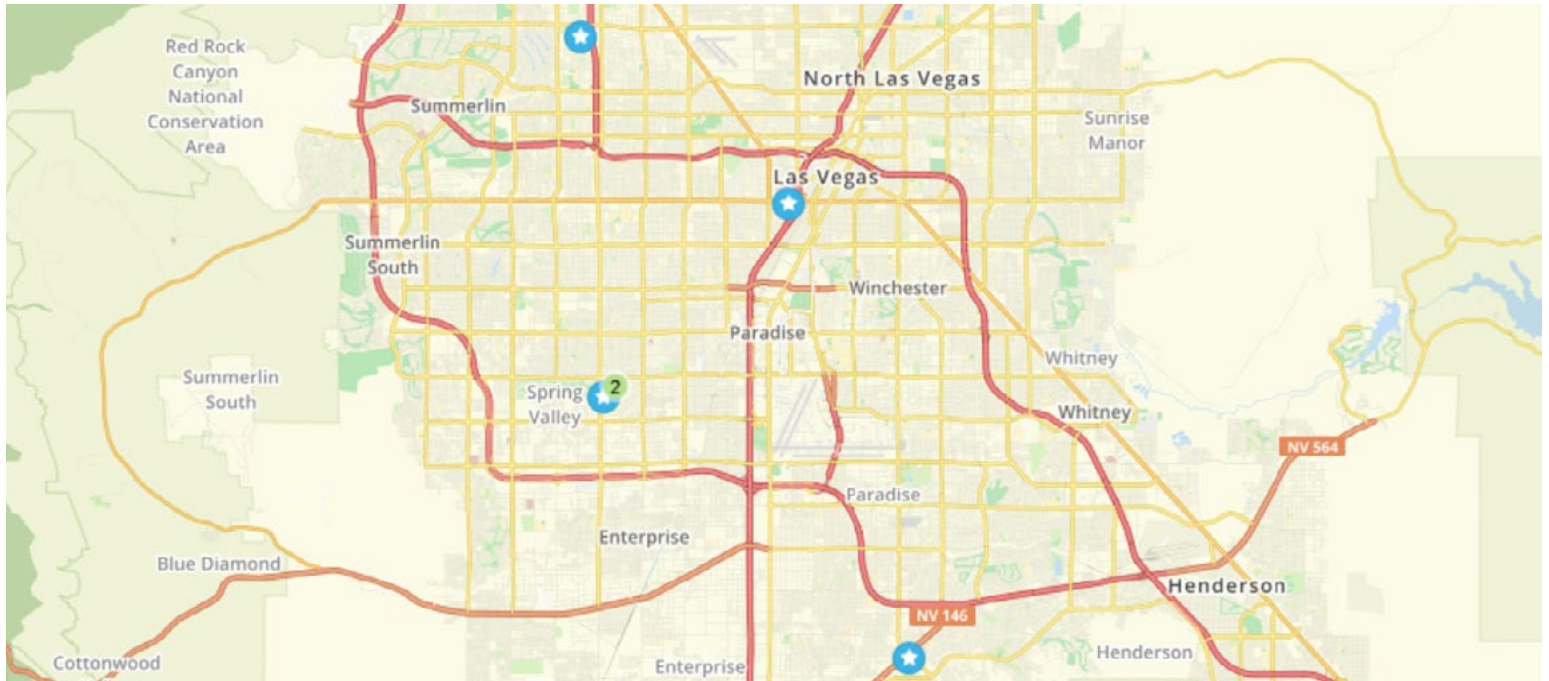 Red Rock
Canyon
National
Conservation
Area
Summerlin
North Las Vegas
Sunrise
Manor
Las Vegas
Summerlin
South
Winchester
Paradise
Whitney
Summerlin
South
Spring
Valley
2
Whitney
NV 564
Paradise
Enterprise
Blue Diamond
Henderson
NV 146
Cottonwood
Enterprise
Henderson